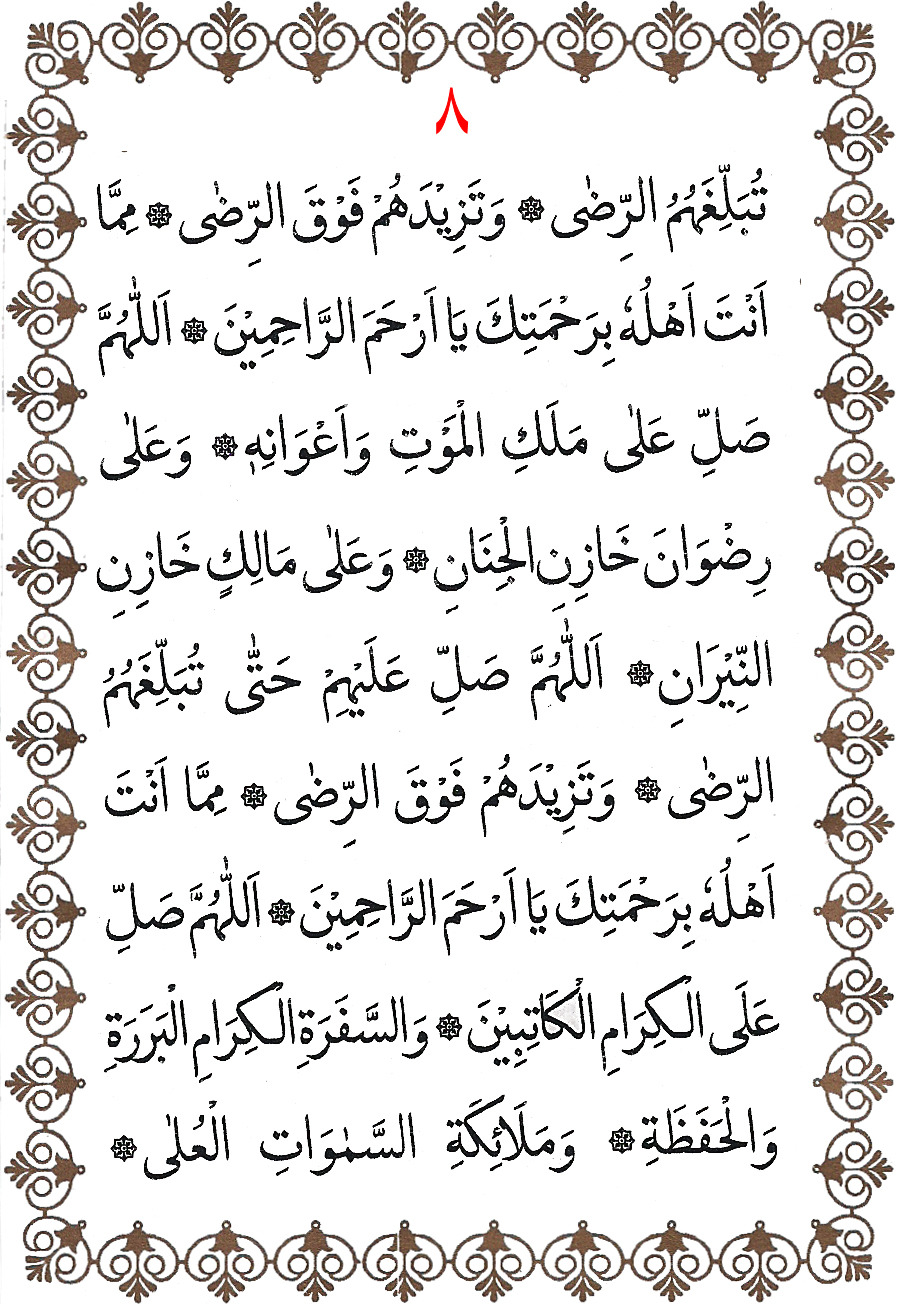 ٨
تُبَلِّغَهُمُ الرِّضٰى ۞ وَتَزِيْدَهُمْ فَوْقَ الرِّضٰى ۞ مِمَّا
اَنْتَ اَهْلُهٗ بِرَحْمَتِكَ يَا اَرْحَمَ الرَّاحِمِيْنَ ۞ اَللّٰهُمَّ
صَلِّ عَلٰى مَلَكِ الْمَوْتِ وَاَعْوَانِهٖ ۞ وَعَلٰى
رِضْوَانَ خَازِنِ الْجِنَانِ ۞ وَعَلٰى مَالِكٍ خَازِنِ
النِّيْرَانِ ۞ اَللّٰهُمَّ صَلِّ عَلَيْهِمْ حَتّٰى تُبَلِّغَهُمُ
الرِّضٰى ۞ وَتَزِيْدَهُمْ فَوْقَ الرِّضٰى ۞ مِمَّا اَنْتَ
اَهْلُهٗ بِرَحْمَتِكَ يَا اَرْحَمَ الرَّاحِمِيْنَ ۞ اَللّٰهُمَّ صَلِّ
عَلَى الْكِرَامِ الْكَاتِبِيْنَ ۞ وَالسَّفَرَةِ الْكِرَامِ الْبَرَرَةِ
وَالْحَفَظَةِ ۞ وَمَلَائِكَةِ السَّمٰوَاتِ الْعُلٰى ۞